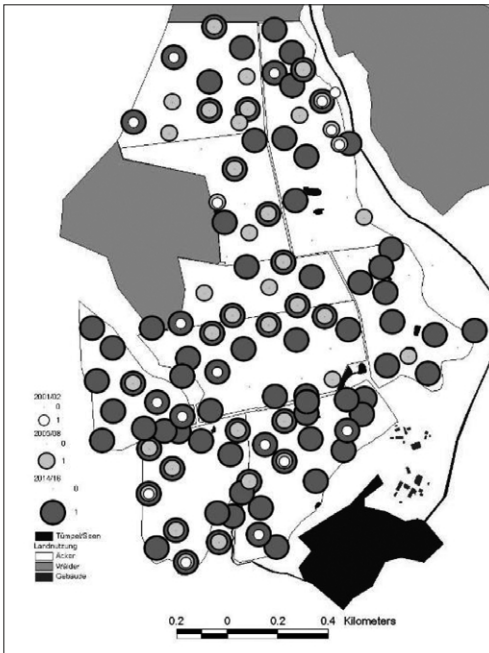 2001/02
0
1
2005/08
0
1
2014/16
0
1
Tümpel/Seen
Landnutzung
Äcker
Wälder
Gebäude
0.2 0 0.2 0.4 Kilometers